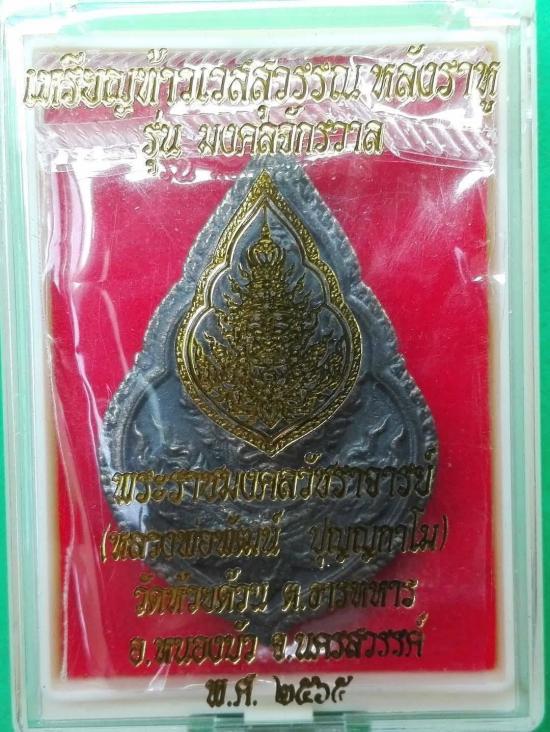 เหรียญท้าวเวสสุวรรณ หลังราหู
รุ่น มงคลจักรวาล
พระราชมงคลวัชราจารย์
(หลวงพ่อพัฒน์ ปุญฺญกาโม)
วัดห้วยด้วน ต.ธารทหาร
อ.หนองบัว จ.นครสวรรค์
พ.ศ. ๒๕๖๕